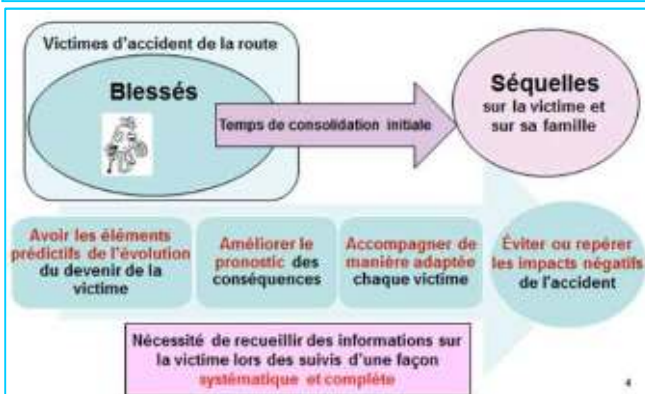 Victimes d'accident de la route
Blessés
Temps de consolidation initiale
Séquelles
sur la victime et
sur sa famille
Avoir les éléments
prédictifs de l'évolution
du devenir de la
victime
Améliorer le
pronostic des
conséquences
Accompagner de
manière adaptée
chaque victime
Éviter ou repérer
les impacts négatifs
de l'accident
Nécessité de recueillir des informations sur
la victime lors des suivis d'une façon
systématique et complète
4